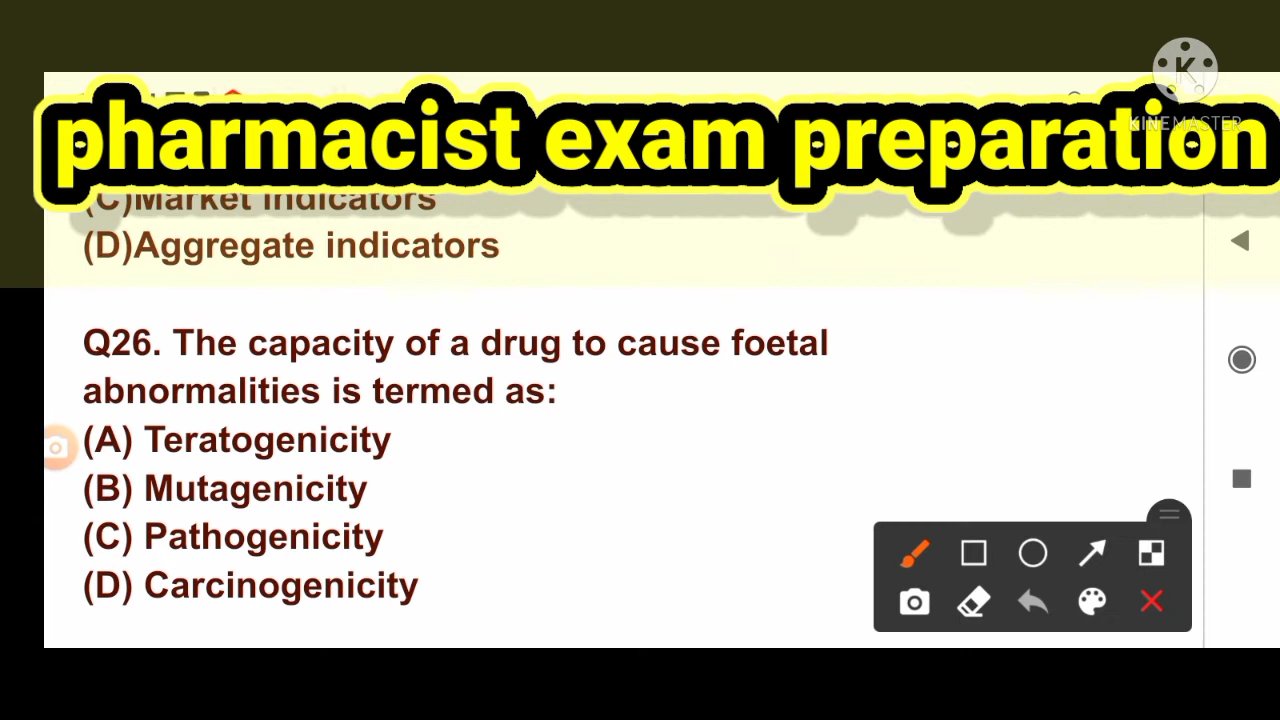 K
KINEMASTER
pharmacist exam preparation
(C)Market indicators
(D)Aggregate indicators
Q26. The capacity of a drug to cause foetal
abnormalities is termed as:
(A) Teratogenicity
(B) Mutagenicity
(C) Pathogenicity
(D) Carcinogenicity